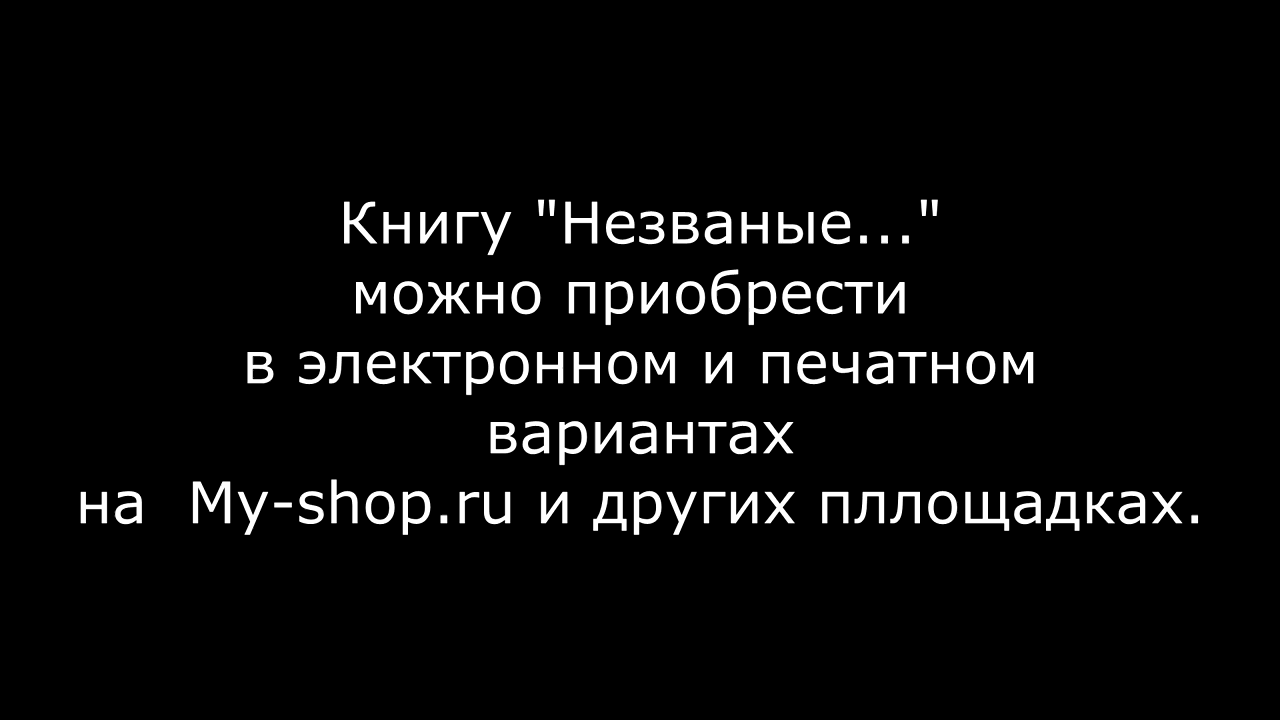 Книгу "Незваные..."
можно приобрести
в электронном и печатном
вариантах
на  My-shop.ru и других пллощадках.